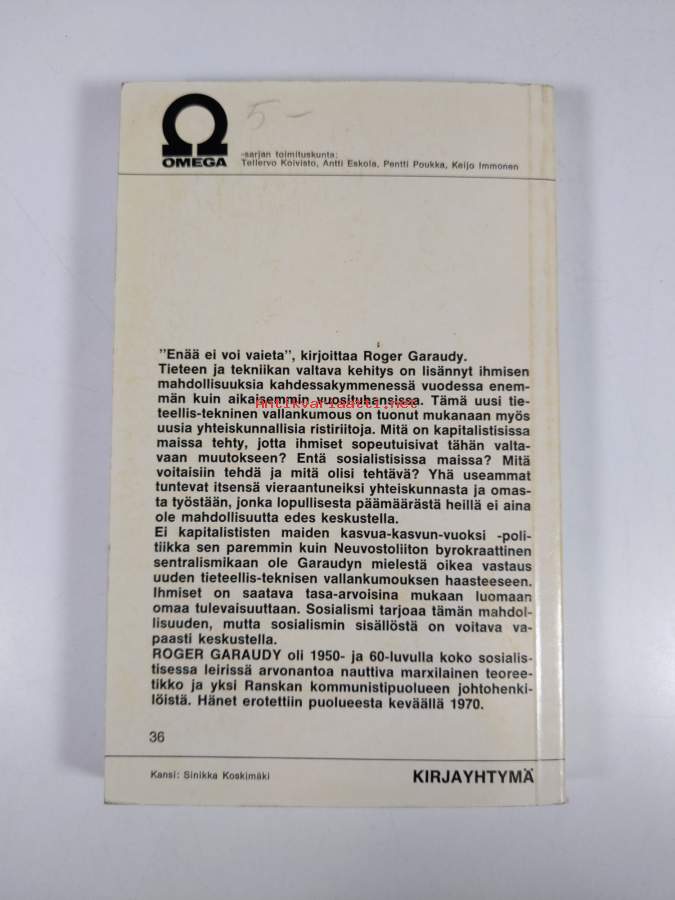 5-
OMEGA
-sarjan toimituskunta:
Tellervo Koivisto, Antti Eskola, Pentti Poukka, Keijo Immonen
"Enää ei voi vaieta", kirjoittaa Roger Garaudy.
Tieteen ja tekniikan valtava kehitys on lisännyt ihmisen
mahdollisuuksia kahdessakymmenessä vuodessa enem-
män kuin aikaisemmin vuosituhansissa. Tämä uusi tie-
Antikvariaatti.net
teellis-tekninen vallankumous on tuonut mukanaan myös
uusia yhteiskunnallisia ristiriitoja. Mitä on kapitalistisissa
maissa tehty, jotta ihmiset sopeutuisivat tähän valta-
vaan muutokseen? Entä sosialistisissa maissa? Mitä
voitaisiin tehdä ja mitä olisi tehtävä? Yhä useammat
tuntevat itsensä vieraantuneiksi yhteiskunnasta ja omas-
ta työstään, jonka lopullisesta päämäärästä heillä ei aina
ole mahdollisuutta edes keskustella.
Ei kapitalististen maiden kasvua-kasvun-vuoksi -poli-
tiikka sen paremmin kuin Neuvostoliiton byrokraattinen
sentralismikaan ole Garaudyn mielestä oikea vastaus
uuden tieteellis-teknisen vallankumouksen haasteeseen.
Ihmiset on saatava tasa-arvoisina mukaan luomaan
omaa tulevaisuuttaan. Sosialismi tarjoaa tämän mahdol-
lisuuden, mutta sosialismin sisällöstä on voitava va-
paasti keskustella.
ROGER GARAUDY oli 1950- ja 60-luvulla koko sosialis-
tisessa leirissä arvonantoa nauttiva marxilainen teoree-
tikko ja yksi Ranskan kommunistipuolueen johtohenki-
löistä. Hänet erotettiin puolueesta keväällä 1970.
36
Kansi: Sinikka Koskimäki
KIRJAYHTYMÄ